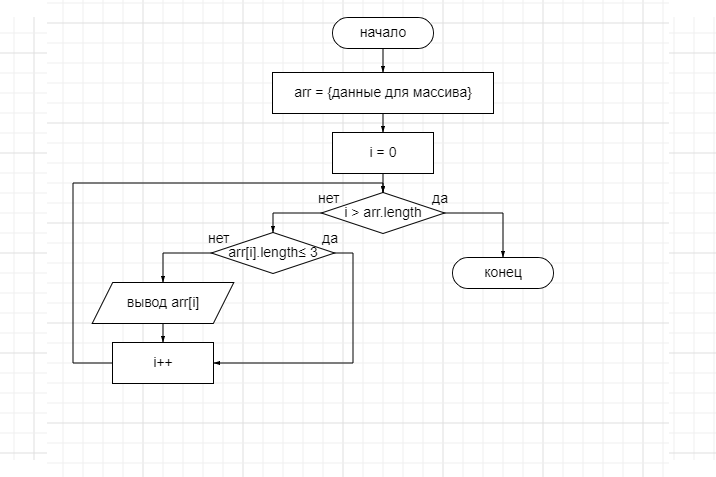 начало
arr = {данные для массива}
i = 0
нет
да
i > arr.length
нет
да
arr[i].length≤ 3
конец
вывод arr[i]
i++